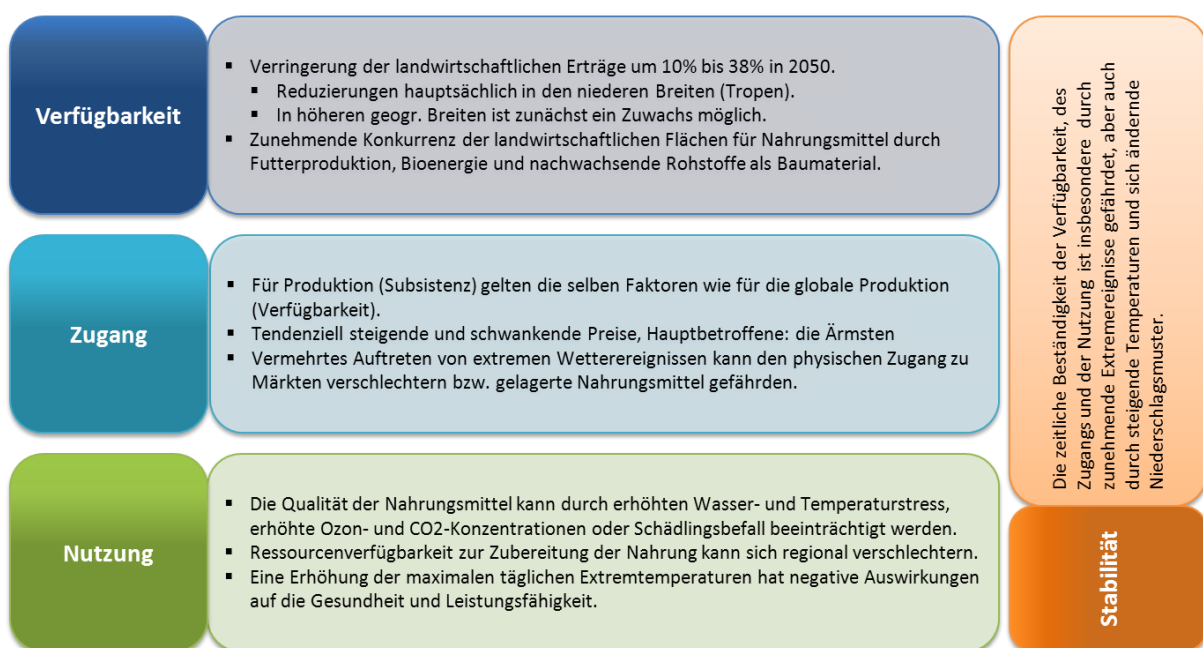 Verfügbarkeit
▪ Verringerung der landwirtschaftlichen Erträge um 10% bis 38% in 2050.
▪ Reduzierungen hauptsächlich in den niederen Breiten (Tropen).
▪ In höheren geogr. Breiten ist zunächst ein Zuwachs möglich.
▪ Zunehmende Konkurrenz der landwirtschaftlichen Flächen für Nahrungsmittel durch
Futterproduktion, Bioenergie und nachwachsende Rohstoffe als Baumaterial.
Zugang
▪ Für Produktion (Subsistenz) gelten die selben Faktoren wie für die globale Produktion
(Verfügbarkeit).
▪ Tendenziell steigende und schwankende Preise, Hauptbetroffene: die Ärmsten
▪ Vermehrtes Auftreten von extremen Wetterereignissen kann den physischen Zugang zu
Märkten verschlechtern bzw. gelagerte Nahrungsmittel gefährden.
Nutzung
▪ Die Qualität der Nahrungsmittel kann durch erhöhten Wasser- und Temperaturstress,
erhöhte Ozon- und CO2-Konzentrationen oder Schädlingsbefall beeinträchtigt werden.
▪ Ressourcenverfügbarkeit zur Zubereitung der Nahrung kann sich regional verschlechtern.
▪ Eine Erhöhung der maximalen täglichen Extremtemperaturen hat negative Auswirkungen
auf die Gesundheit und Leistungsfähigkeit.
Stabilität
Die zeitliche Beständigkeit der Verfügbarkeit, des
Zugangs und der Nutzung ist insbesondere durch
zunehmende Extremereignisse gefährdet, aber auch
durch steigende Temperaturen und sich ändernde
Niederschlagsmuster.